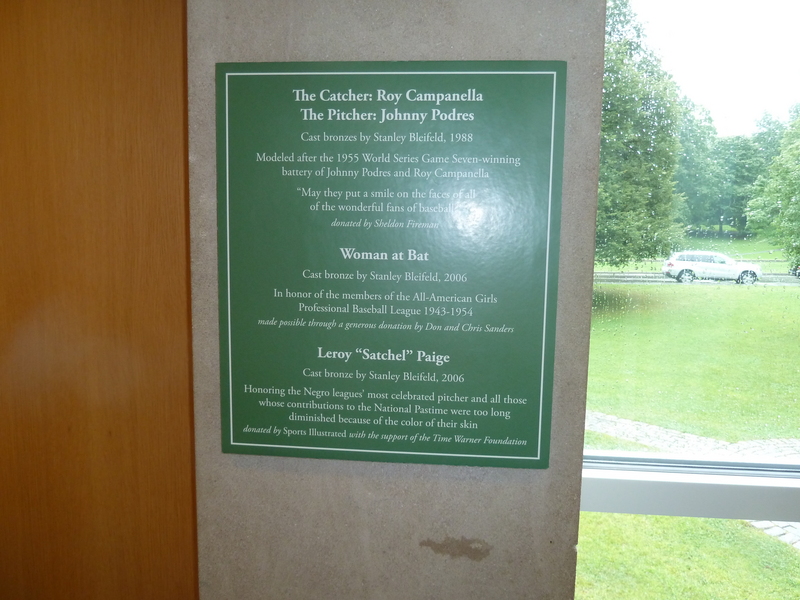 The Catcher: Roy Campanella
The Pitcher: Johnny Podres
Cast bronzes by Stanley Bleifeld, 1988
Modeled after the 1955 World Series Game Seven-winning
battery of Johnny Podres and Roy Campanella
"May they put a smile on the faces of all
of the wonderful fans of baseball"
donated by Sheldon Fireman
Woman at Bat
Cast bronze by Stanley Bleifeld, 2006
In honor of the members of the All-American Girls
Professional Baseball League 1943-1954
made possible through a generous donation by Don and Chris Sanders
Leroy "Satchel" Paige
Cast bronze by Stanley Bleifeld, 2006
Honoring the Negro leagues' most celebrated pitcher and all those
whose contributions to the National Pastime were too long
diminished because of the color of their skin
donated by Sports Illustrated with the support of the Time Warner Foundation